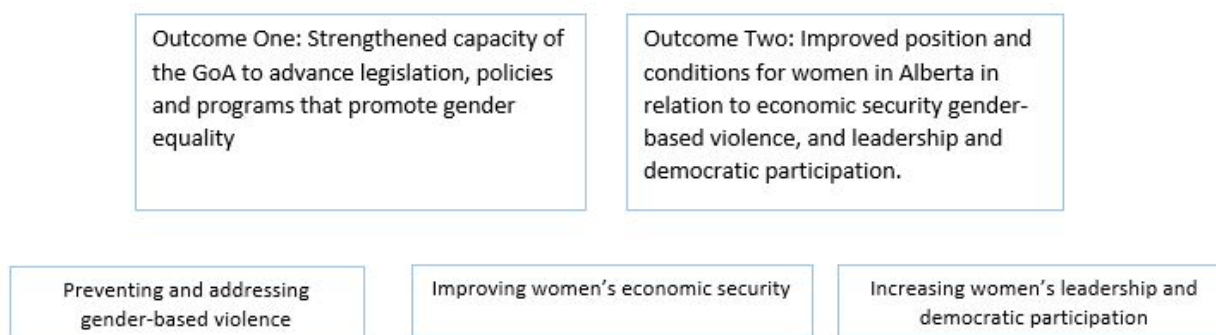 Outcome One: Strengthened capacity of
the GoA to advance legislation, policies
and programs that promote gender
equality
Outcome Two: Improved position and
conditions for women in Alberta in
relation to economic security gender-
based violence, and leadership and
democratic participation.
Preventing and addressing
gender-based violence
Improving women’s economic security
Increasing women’s leadership and
democratic participation